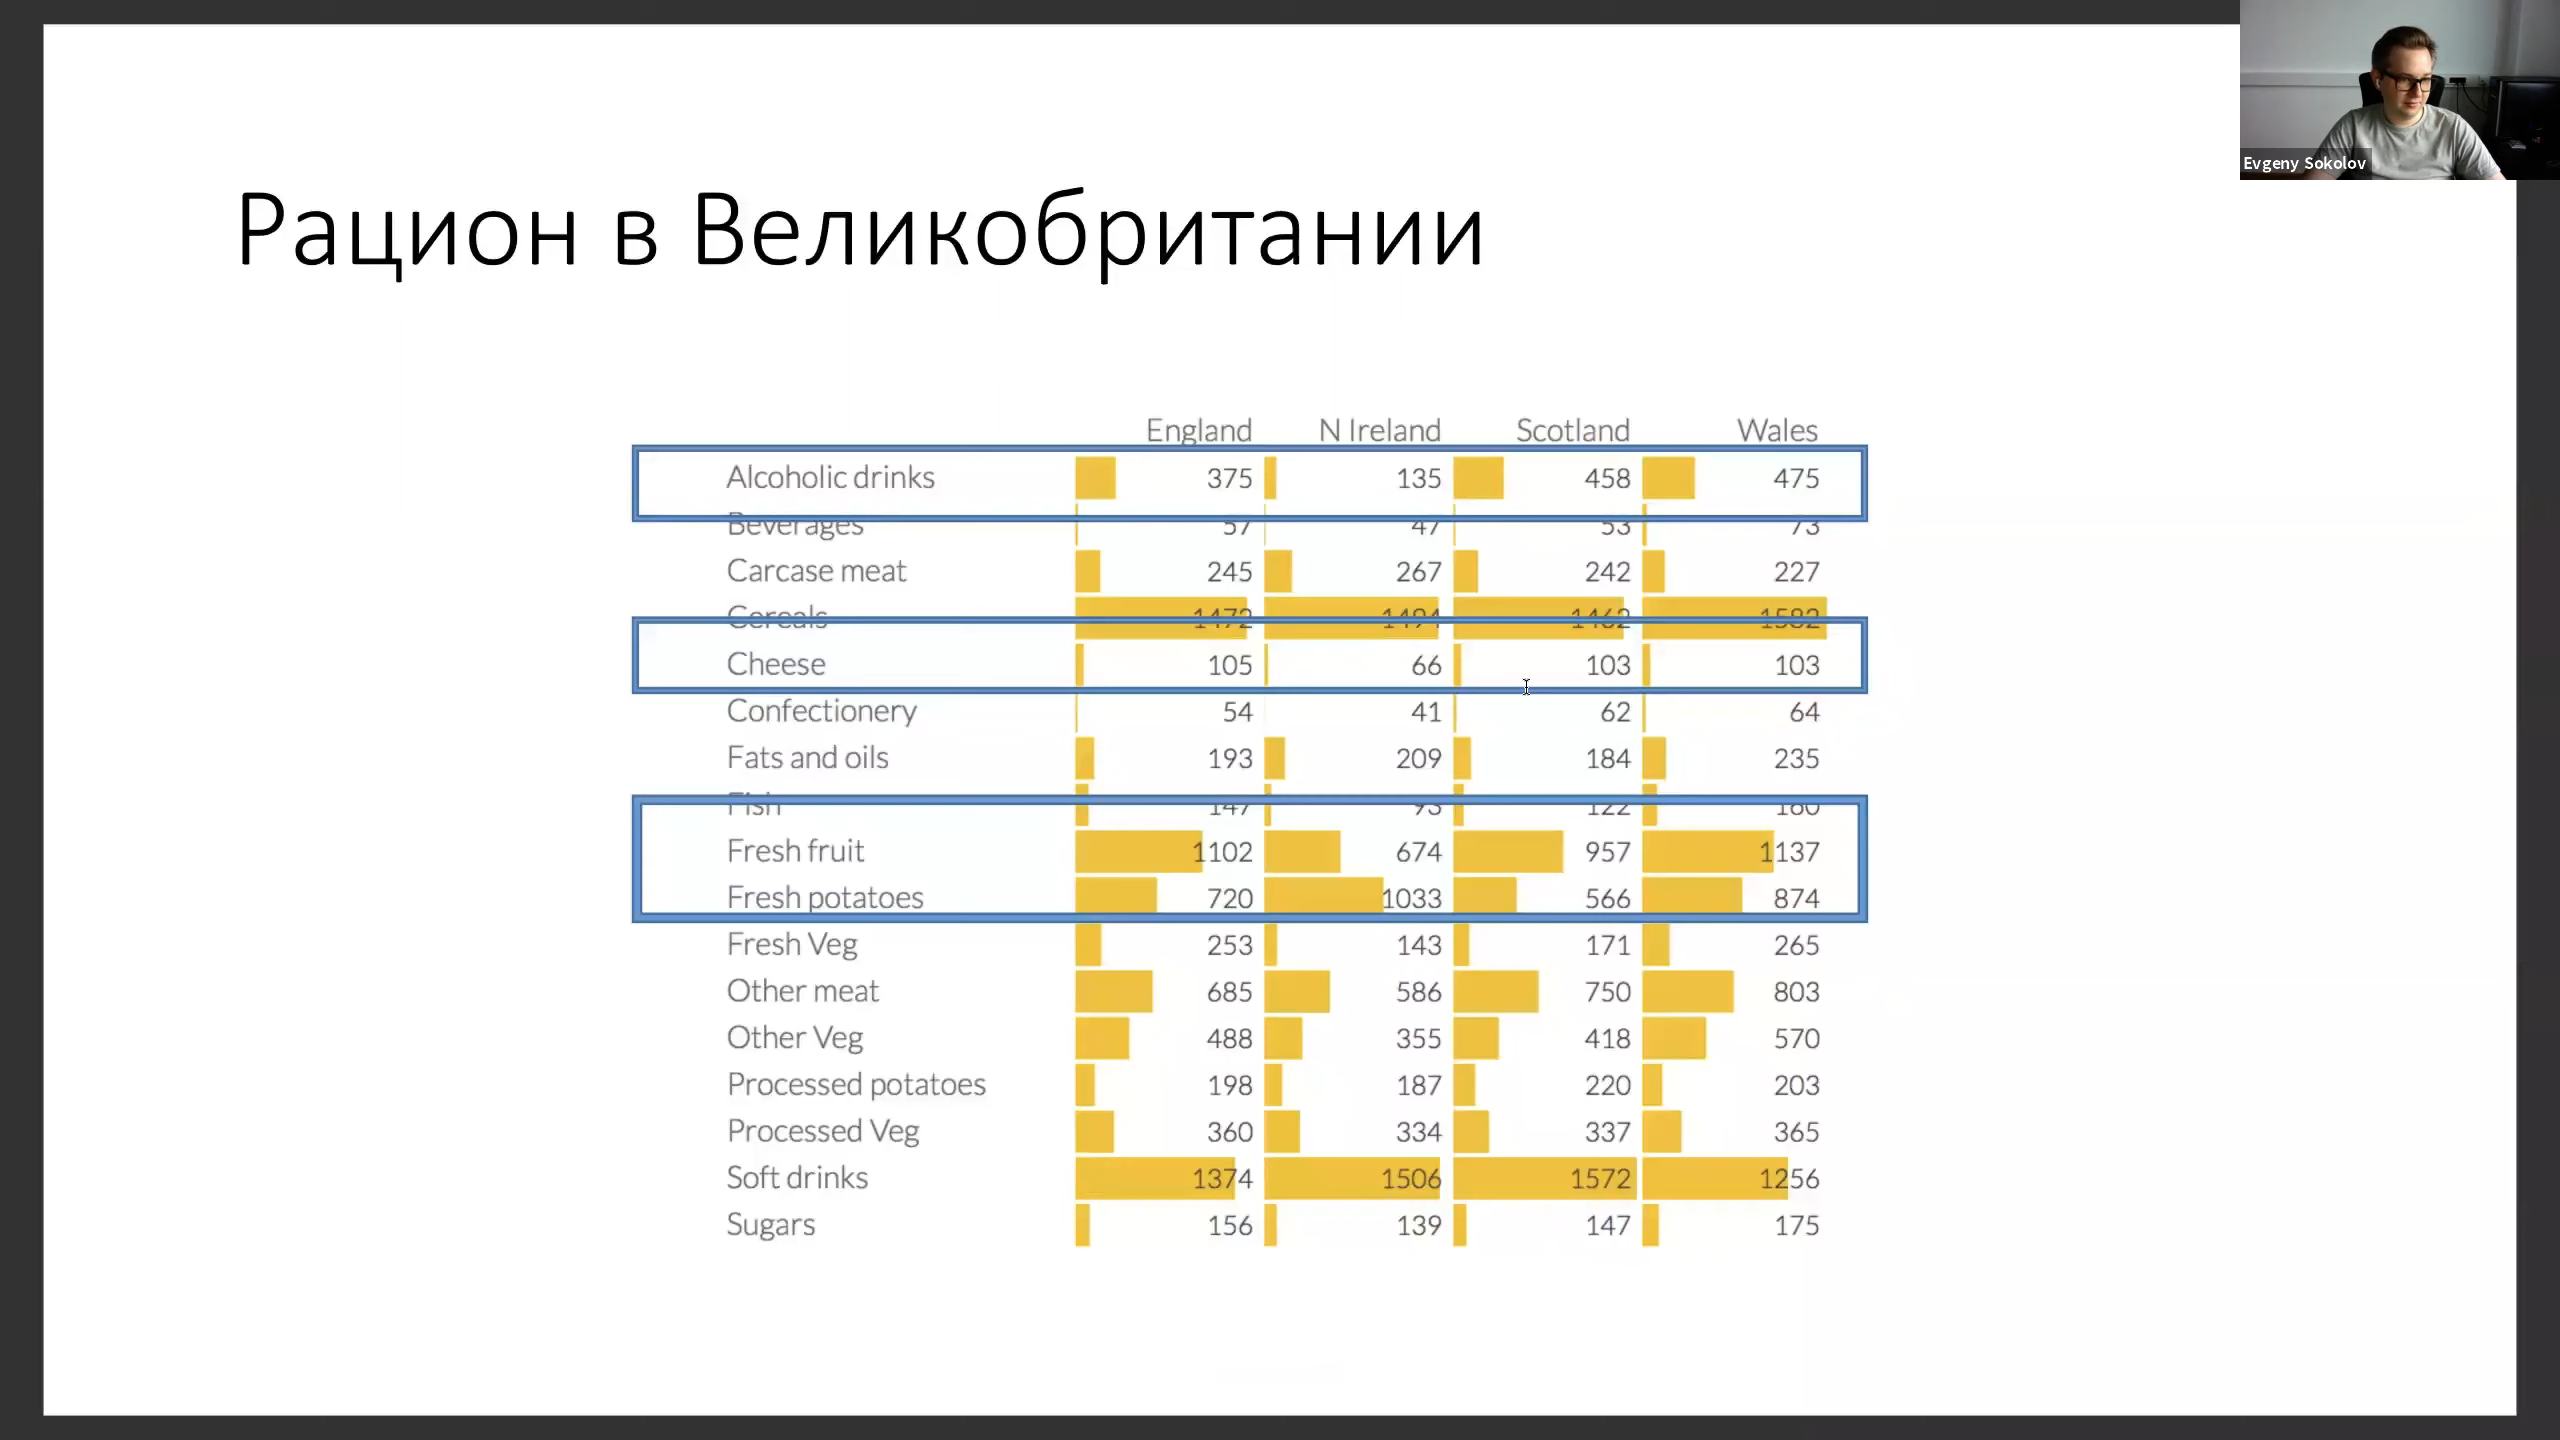 Evgeny Sokolov
Рацион в Великобритании
England N Ireland Scotland Wales
Alcoholic drinks 375 135 458 475
Beverages 57 47 53 73
Carcase meat 245 267 242 227
Cereals 1472 1494 1462 1582
Cheese 105 66 103 103
Confectionery 54 41 62 64
Fats and oils 193 209 184 235
Fish 147 93 122 160
Fresh fruit 1102 674 957 1137
Fresh potatoes 720 1033 566 874
Fresh Veg 253 143 171 265
Other meat 685 586 750 803
Other Veg 488 355 418 570
Processed potatoes 198 187 220 203
Processed Veg 360 334 337 365
Soft drinks 1374 1506 1572 1256
Sugars 156 139 147 175